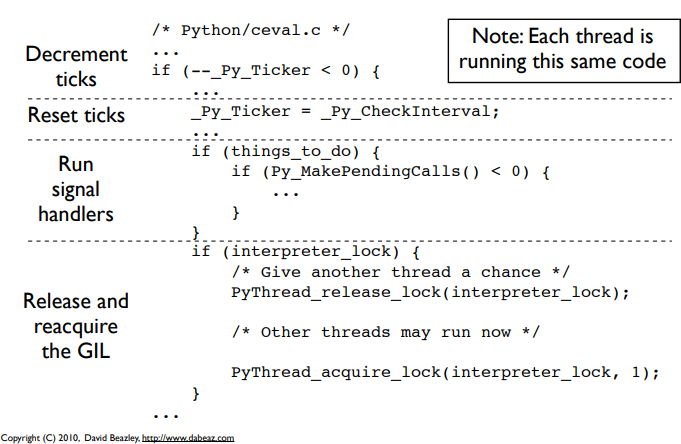 /* Python/ceval.c */
...
Decrement
ticks
if (--_Py_Ticker < 0) {
...
Note: Each thread is
running this same code
Reset ticks
_Py_Ticker = _Py_CheckInterval;
...
Run
signal
handlers
if (things_to_do) {
if (Py_MakePendingCalls() < 0) {
...
}
}
Release and
reacquire
the GIL
if (interpreter_lock) {
/* Give another thread a chance */
PyThread_release_lock(interpreter_lock);
/* Other threads may run now */
PyThread_acquire_lock(interpreter_lock, 1);
}
...
Copyright (C) 2010, David Beazley, http://www.dabeaz.com